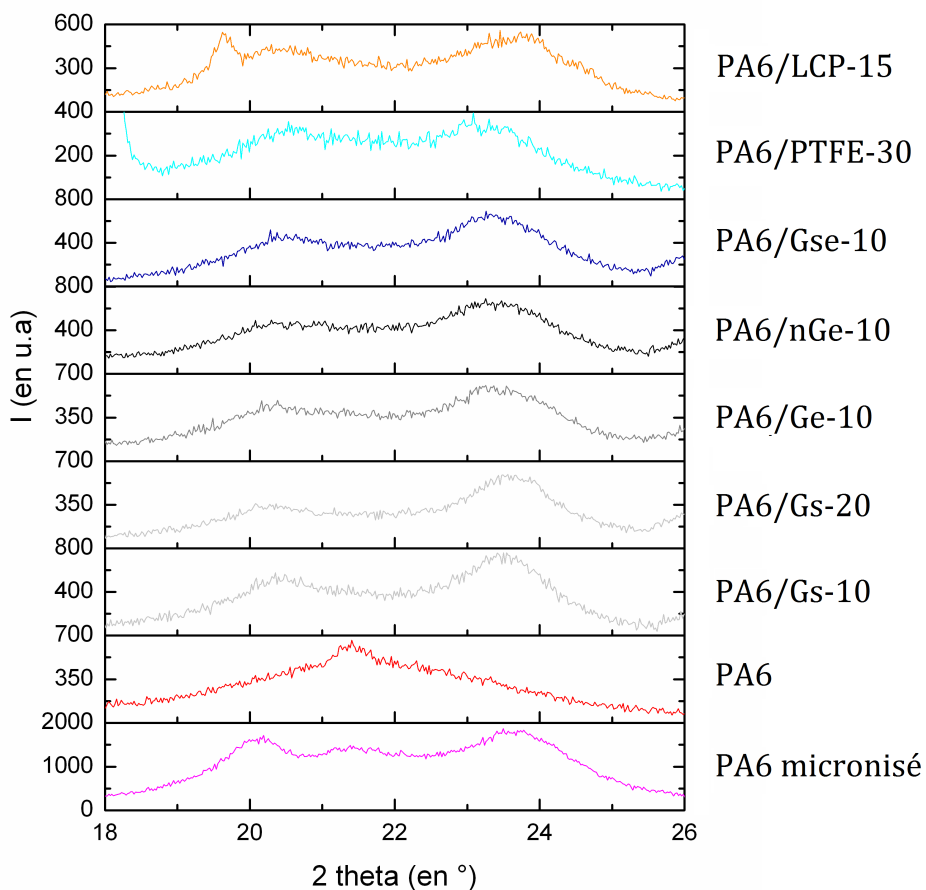 600
300
400
PA6/LCP-15
400
200
800
PA6/PTFE-30
400
800
PA6/Gse-10
400
700
PA6/nGe-10
350
700
PA6/Ge-10
350
800
PA6/Gs-20
400
700
PA6/Gs-10
350
2000
PA6
1000
0
PA6 micronisé
I (en u.a)
18 20 22 24 26
2 theta (en °)